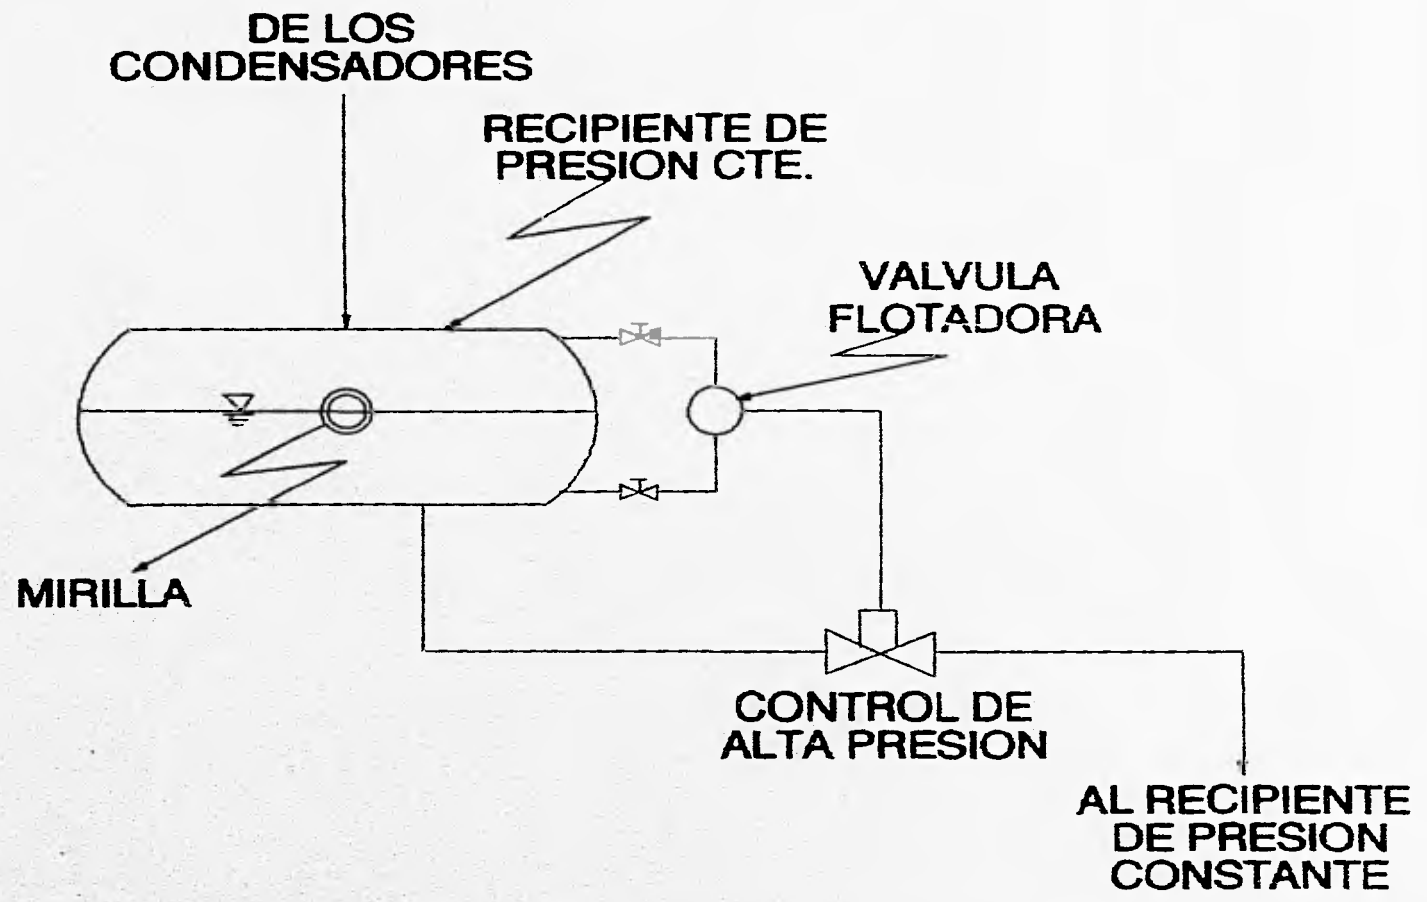 DE LOS
CONDENSADORES
RECIPIENTE DE
PRESION CTE.
VALVULA
FLOTADORA
MIRILLA
CONTROL DE
ALTA PRESION
AL RECIPIENTE
DE PRESION
CONSTANTE